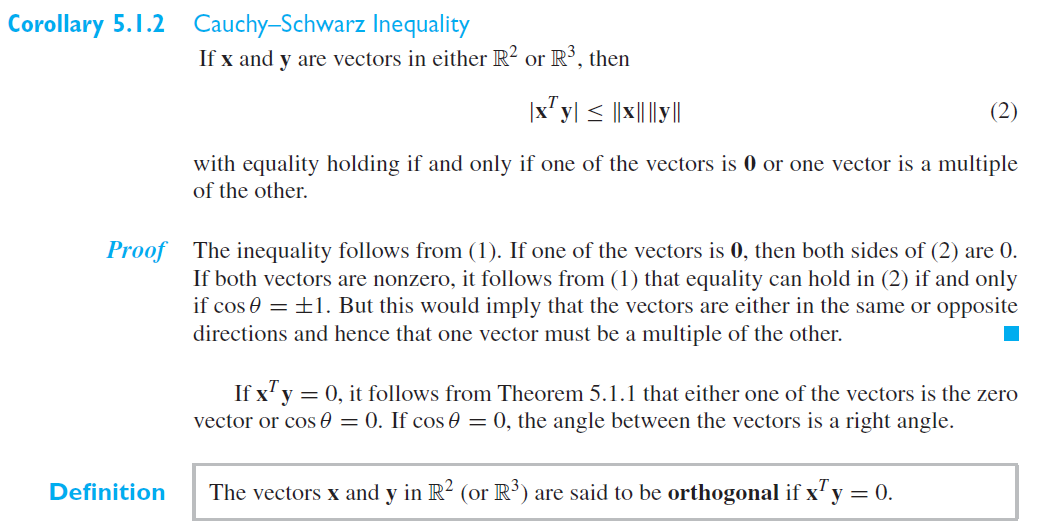 Corollary 5.1.2 Cauchy–Schwarz Inequality
If x and y are vectors in either ℝ² or ℝ³, then
|xᵀy| ≤ ‖x‖‖y‖ (2)
with equality holding if and only if one of the vectors is 0 or one vector is a multiple
of the other.
Proof The inequality follows from (1). If one of the vectors is 0, then both sides of (2) are 0.
If both vectors are nonzero, it follows from (1) that equality can hold in (2) if and only
if cos θ = ±1. But this would imply that the vectors are either in the same or opposite
directions and hence that one vector must be a multiple of the other. ■
If xᵀy = 0, it follows from Theorem 5.1.1 that either one of the vectors is the zero
vector or cos θ = 0. If cos θ = 0, the angle between the vectors is a right angle.
Definition The vectors x and y in ℝ² (or ℝ³) are said to be orthogonal if xᵀy = 0.